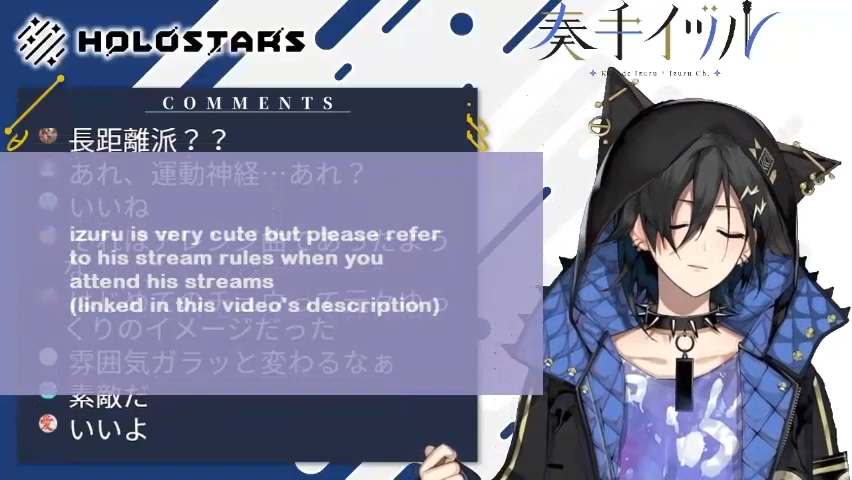 HOLOSTARS
奏手イヅル
Izuru Ch.
COMMENTS
長距離派？？
あれ、運動神経…あれ？
いいね
izuru is very cute but please refer
to his stream rules when you
attend his streams
(linked in this video's description)
くりのイメージだった
雰囲気ガラッと変わるなぁ
素敵だ
いいよ